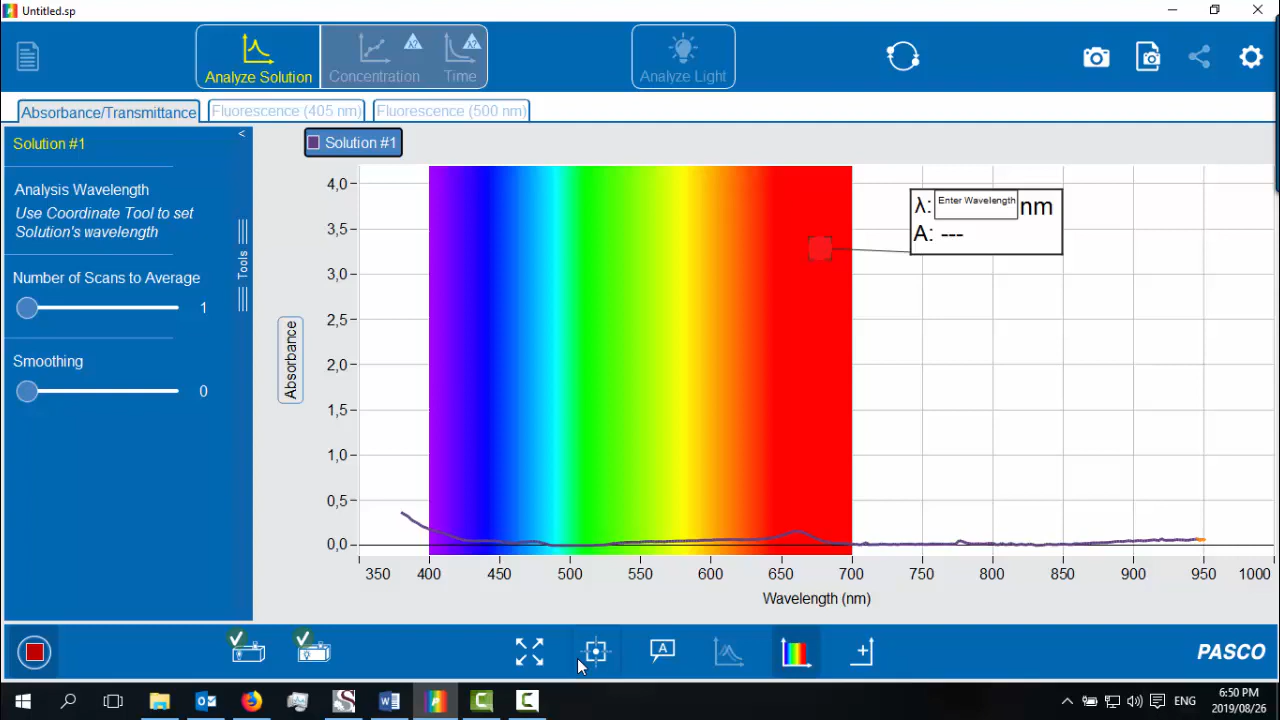 Untitled.sp
Analyze Solution
Concentration
Time
Analyze Light
Absorbance/Transmittance
Fluorescence (405 nm)
Fluorescence (500 nm)
Solution #1
<
Analysis Wavelength
Use Coordinate Tool to set
Solution's wavelength
Number of Scans to Average
1
Smoothing
0
Tools
Solution #1
4,0
3,5
3,0
2,5
2,0
1,5
1,0
0,5
0,0
Absorbance
λ: Enter Wavelength nm
A: ---
350 400 450 500 550 600 650 700 750 800 850 900 950 1000
Wavelength (nm)
A
PASCO
ENG
6:50 PM
2019/08/26